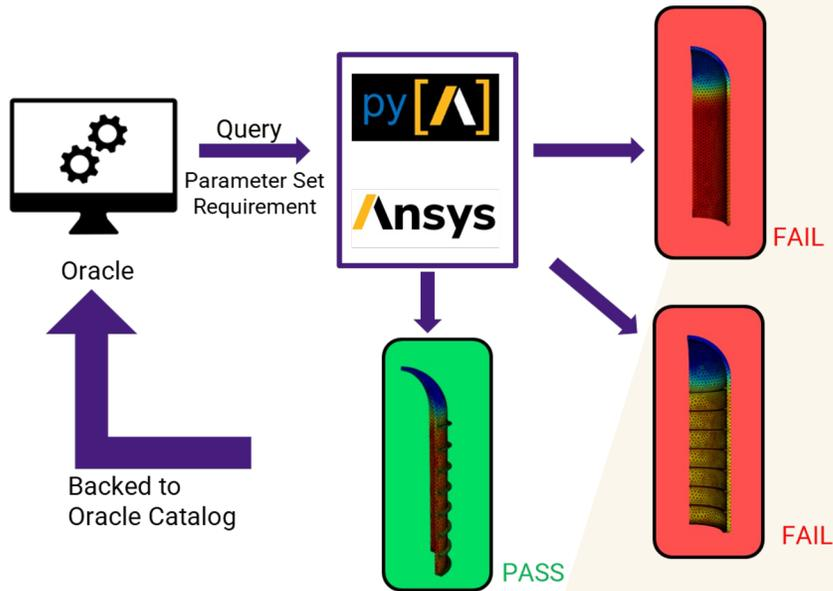 Query
Parameter Set
Requirement
Oracle
py[Λ]
Ansys
FAIL
FAIL
PASS
Backed to
Oracle Catalog